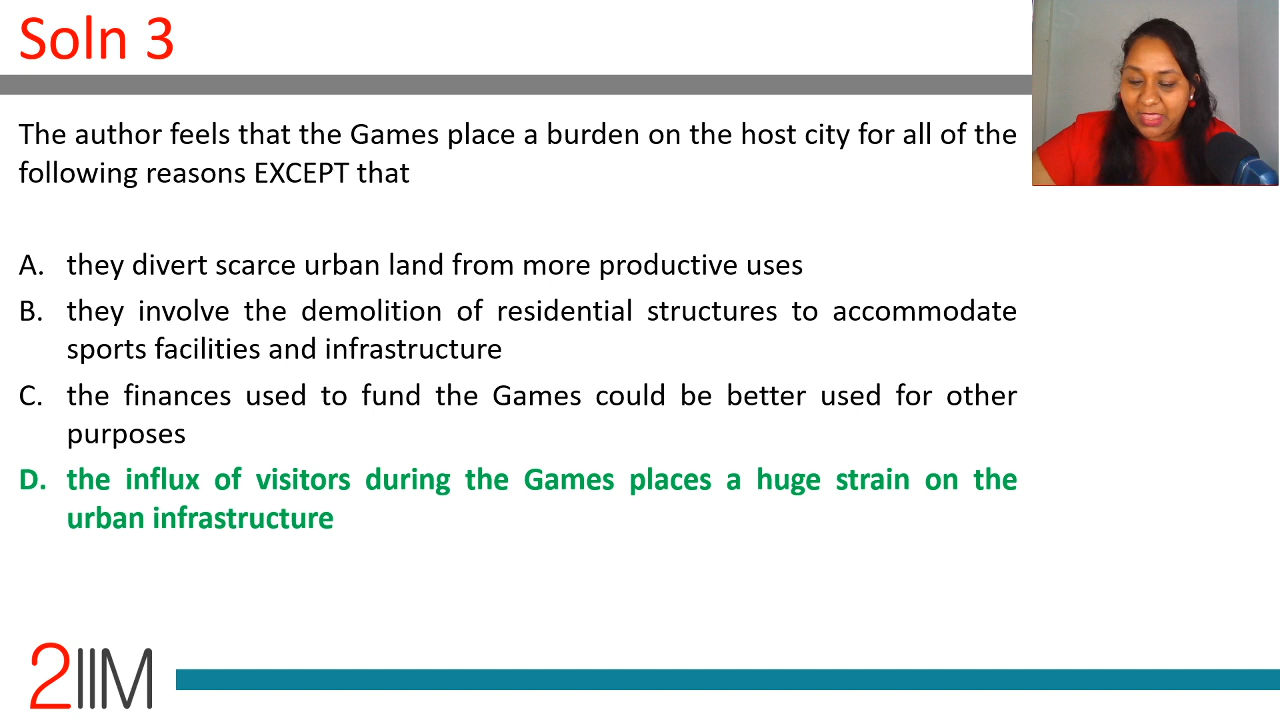 Soln 3
The author feels that the Games place a burden on the host city for all of the
following reasons EXCEPT that
A. they divert scarce urban land from more productive uses
B. they involve the demolition of residential structures to accommodate
sports facilities and infrastructure
C. the finances used to fund the Games could be better used for other
purposes
D. the influx of visitors during the Games places a huge strain on the
urban infrastructure
2IIM